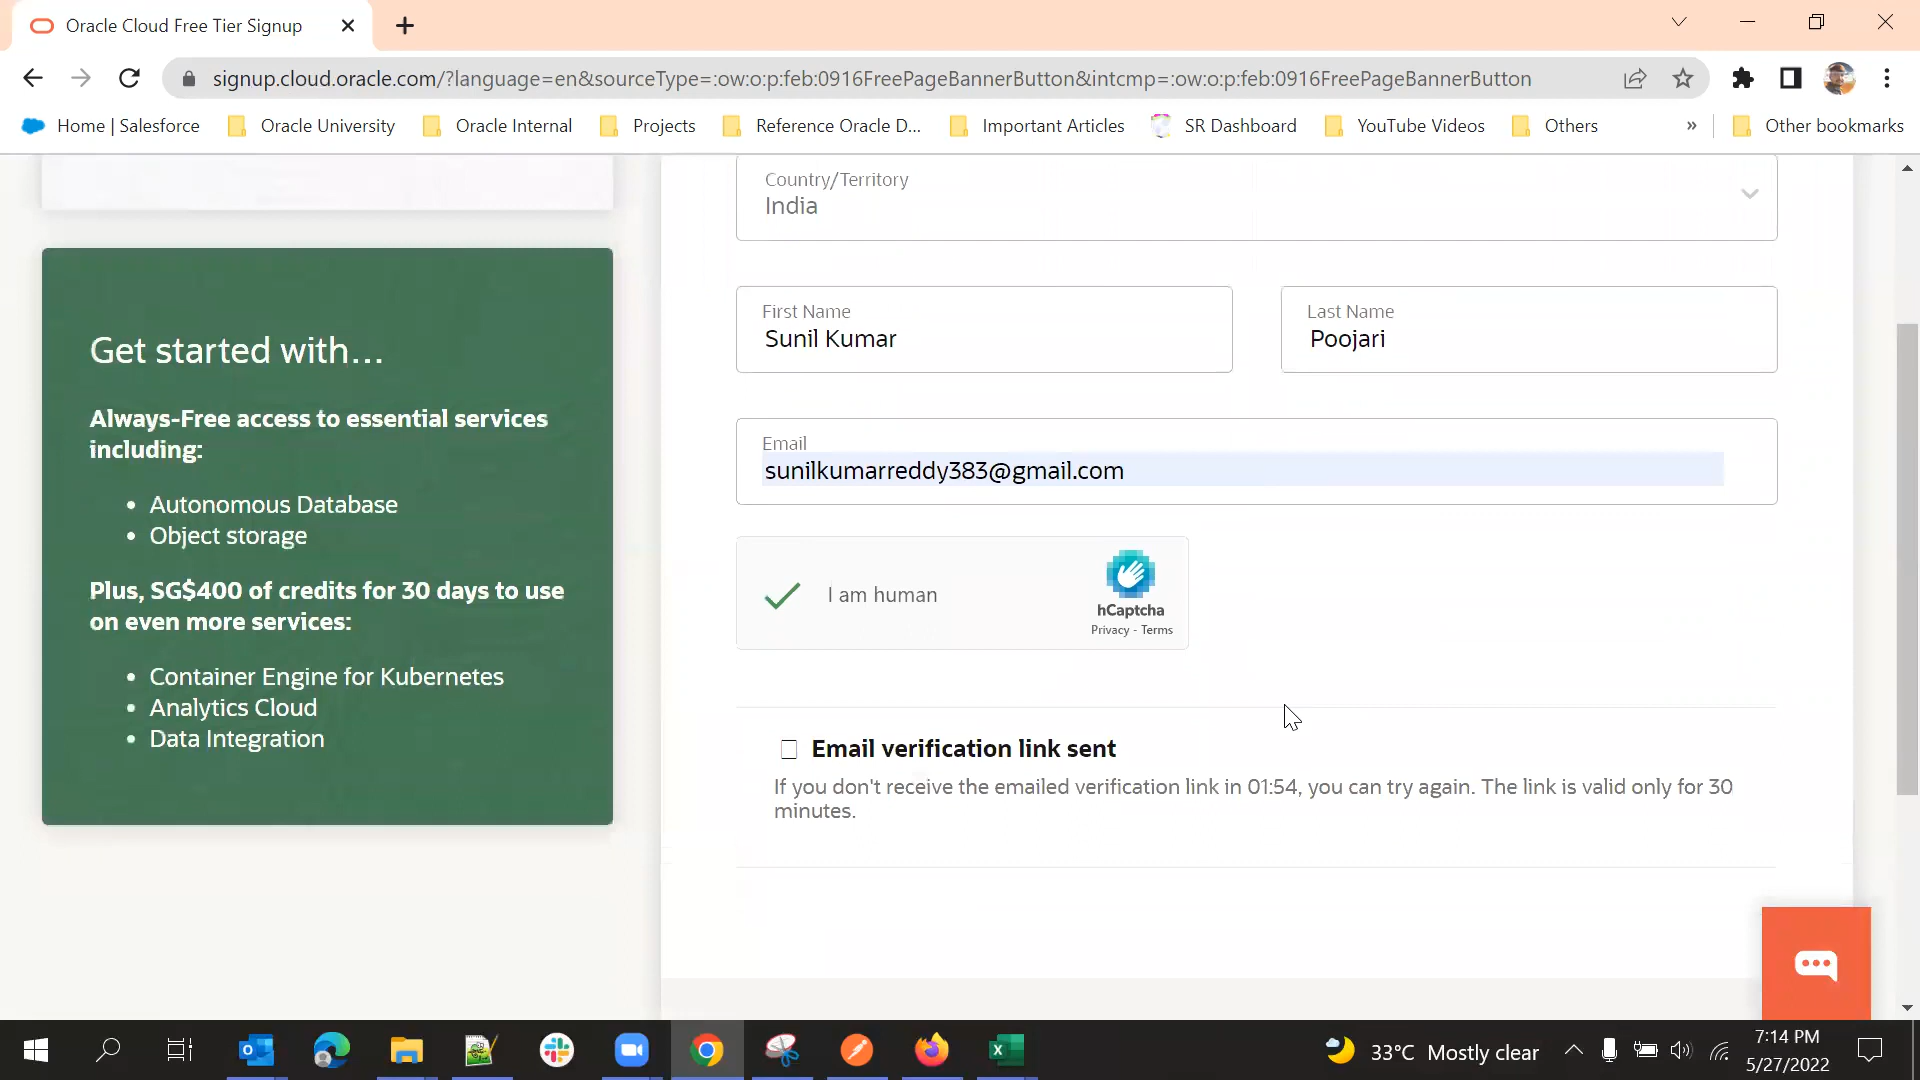 Oracle Cloud Free Tier Signup
signup.cloud.oracle.com/?language=en&sourceType=:ow:o:p:feb:0916FreePageBannerButton&intcmp=:ow:o:p:feb:0916FreePageBannerButton
Home | Salesforce Oracle University Oracle Internal Projects Reference Oracle D... Important Articles SR Dashboard YouTube Videos Others » Other bookmarks
Country/Territory
India
First Name
Sunil Kumar
Last Name
Poojari
Email
sunilkumarreddy383@gmail.com
I am human
hCaptcha
Privacy - Terms
Email verification link sent
If you don't receive the emailed verification link in 01:54, you can try again. The link is valid only for 30
minutes.
Get started with...
Always-Free access to essential services
including:
• Autonomous Database
• Object storage
Plus, SG$400 of credits for 30 days to use
on even more services:
• Container Engine for Kubernetes
• Analytics Cloud
• Data Integration
33°C Mostly clear
7:14 PM
5/27/2022